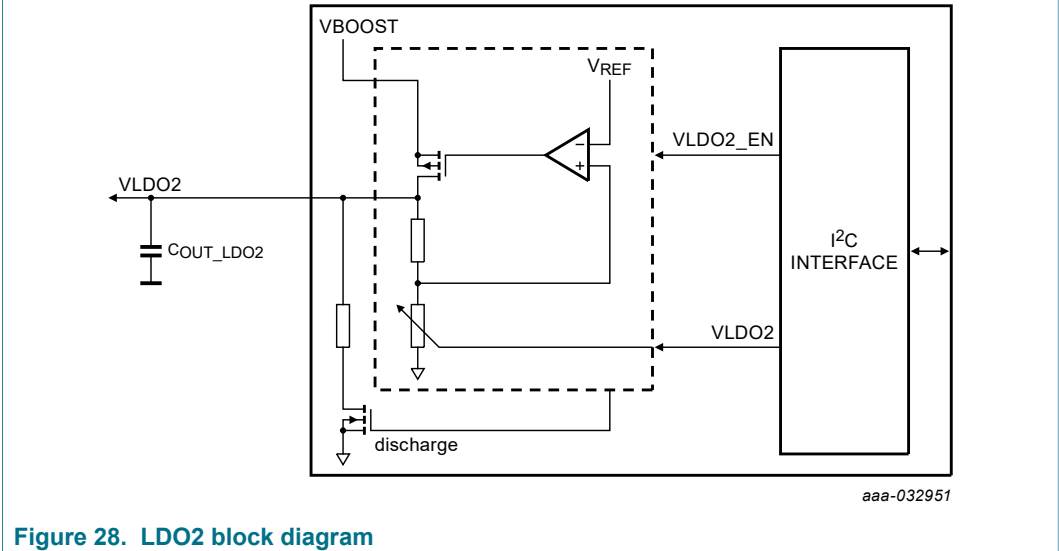 VBOOST
VREF
−
+
VLDO2_EN
VLDO2
COUT_LDO2
I2C
INTERFACE
VLDO2
discharge
aaa-032951
Figure 28. LDO2 block diagram